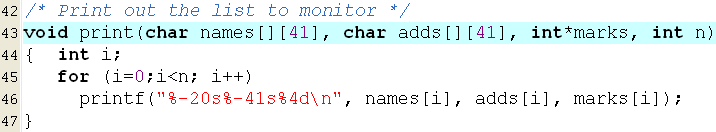 42 /* Print out the list to monitor */
43 void print(char names[][41], char adds[][41], int*marks, int n)
44 {  int i;
45    for (i=0;i<n; i++)
46      printf("%-20s%-41s%4d\n", names[i], adds[i], marks[i]);
47 }